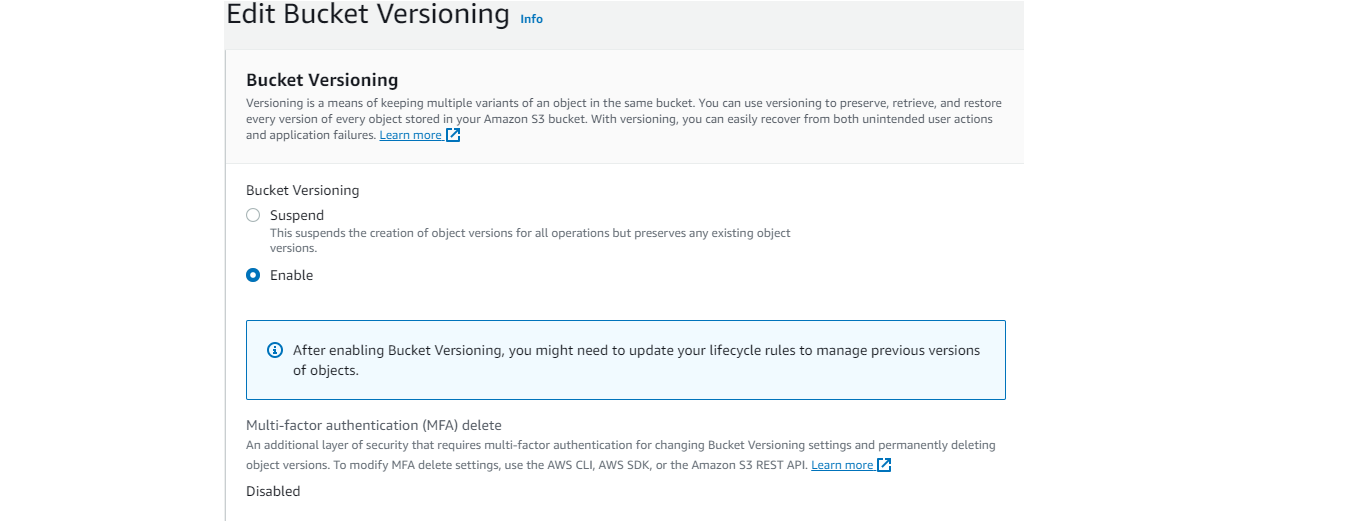 Edit Bucket Versioning Info
Bucket Versioning
Versioning is a means of keeping multiple variants of an object in the same bucket. You can use versioning to preserve, retrieve, and restore
every version of every object stored in your Amazon S3 bucket. With versioning, you can easily recover from both unintended user actions
and application failures. Learn more
Bucket Versioning
Suspend
This suspends the creation of object versions for all operations but preserves any existing object
versions.
Enable
After enabling Bucket Versioning, you might need to update your lifecycle rules to manage previous versions
of objects.
Multi-factor authentication (MFA) delete
An additional layer of security that requires multi-factor authentication for changing Bucket Versioning settings and permanently deleting
object versions. To modify MFA delete settings, use the AWS CLI, AWS SDK, or the Amazon S3 REST API. Learn more
Disabled